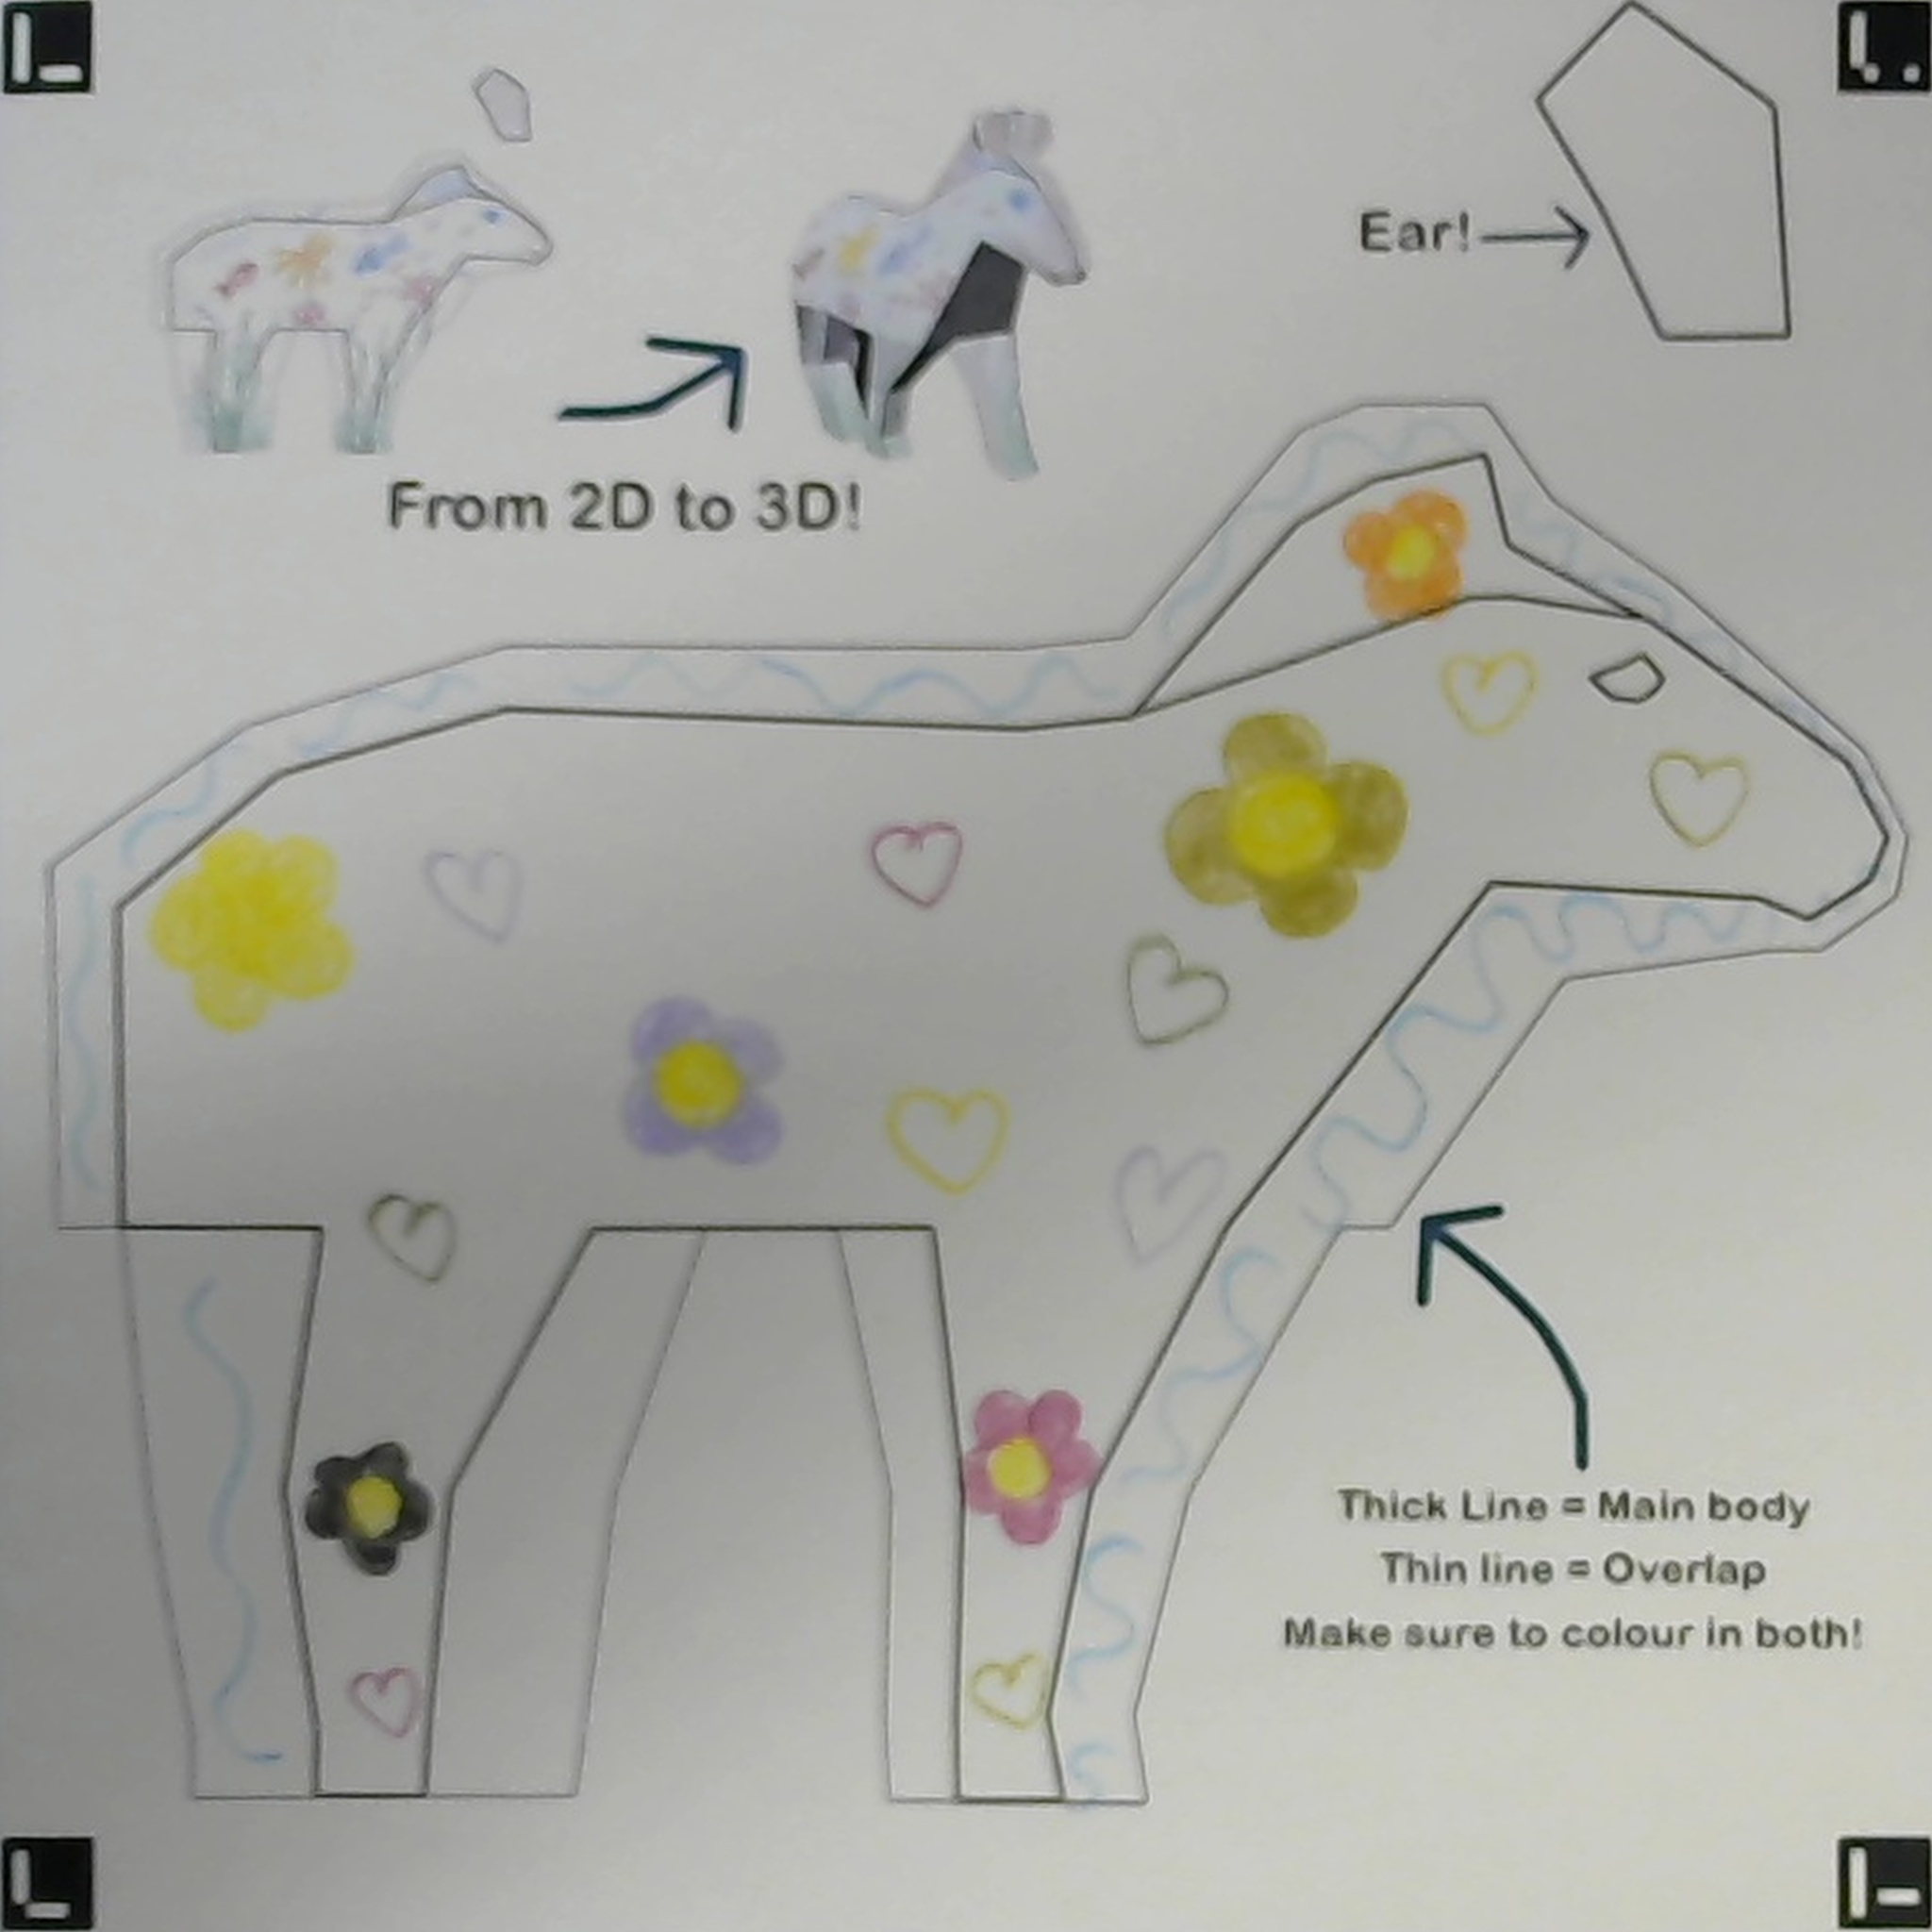 Ear!
From 2D to 3D!
Thick Line = Main body
Thin line = Overlap
Make sure to colour in both!